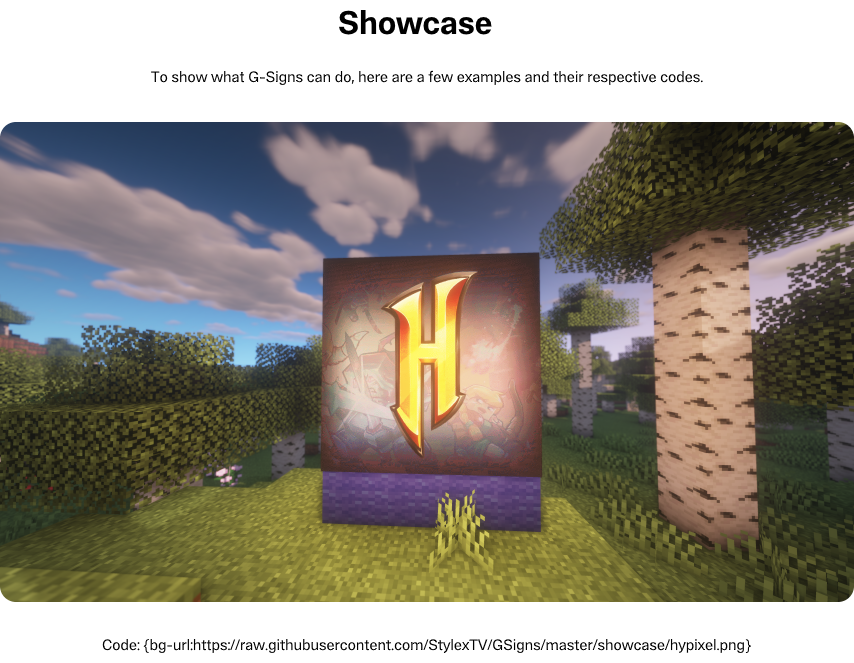 Showcase
To show what G-Signs can do, here are a few examples and their respective codes.
H
Code: {bg-url:https://raw.githubusercontent.com/StylexTV/GSigns/master/showcase/hypixel.png}